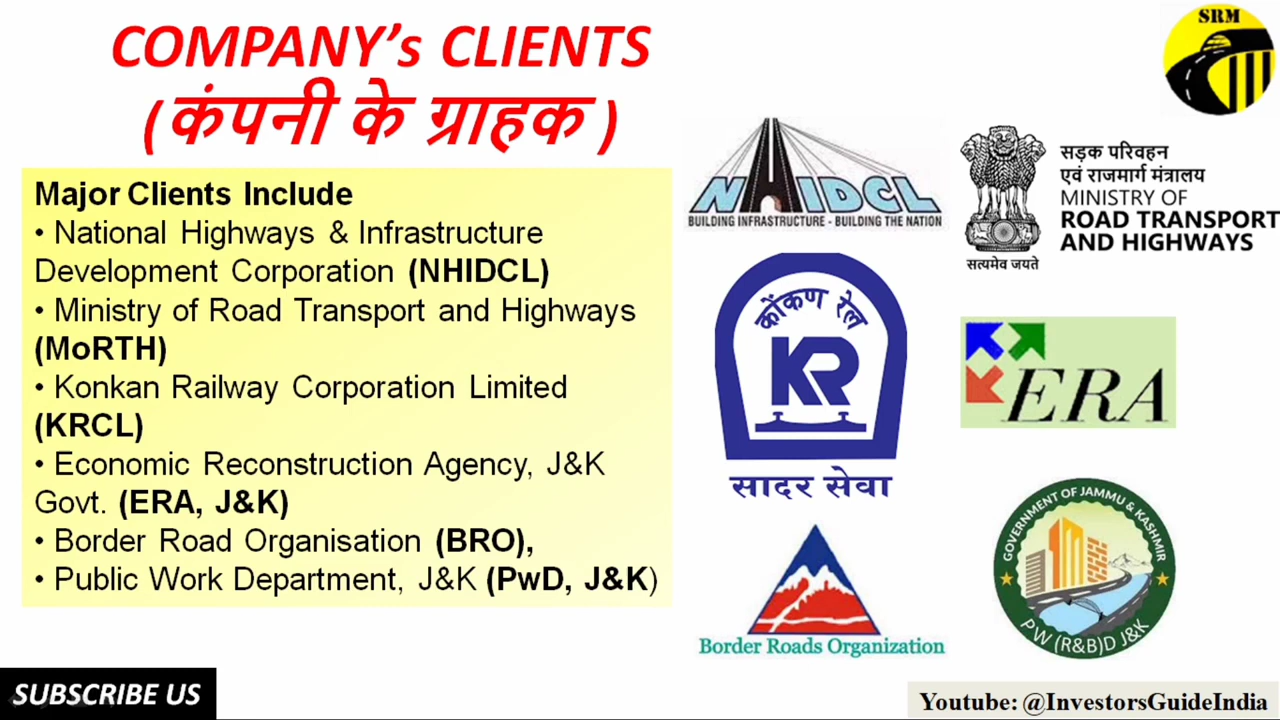 COMPANY's CLIENTS
(कंपनी के ग्राहक )
SRM
Major Clients Include
• National Highways & Infrastructure
Development Corporation (NHIDCL)
• Ministry of Road Transport and Highways
(MoRTH)
• Konkan Railway Corporation Limited
(KRCL)
• Economic Reconstruction Agency, J&K
Govt. (ERA, J&K)
• Border Road Organisation (BRO),
• Public Work Department, J&K (PwD, J&K)
NHIDCL
BUILDING INFRASTRUCTURE - BUILDING THE NATION
सड़क परिवहन
एवं राजमार्ग मंत्रालय
MINISTRY OF
ROAD TRANSPORT
AND HIGHWAYS
सत्यमेव जयते
कोंकण रेल
KR
सादर सेवा
ERA
Border Roads Organization
GOVERNMENT OF JAMMU & KASHMIR
PW (R&B)D J&K
SUBSCRIBE US
Youtube: @InvestorsGuideIndia